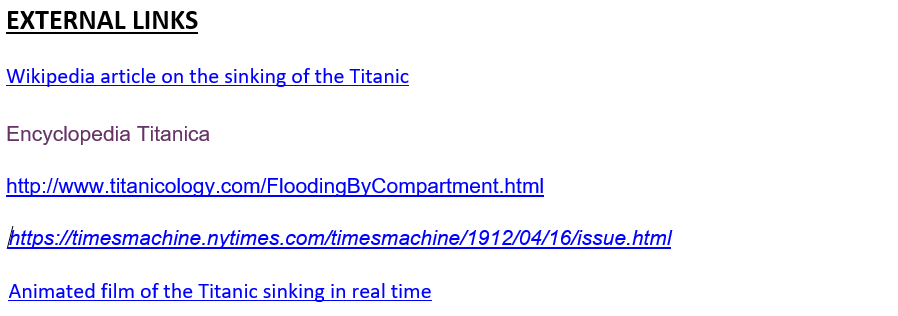 EXTERNAL LINKS
Wikipedia article on the sinking of the Titanic
Encyclopedia Titanica
http://www.titanicology.com/FloodingByCompartment.html
https://timesmachine.nytimes.com/timesmachine/1912/04/16/issue.html
Animated film of the Titanic sinking in real time